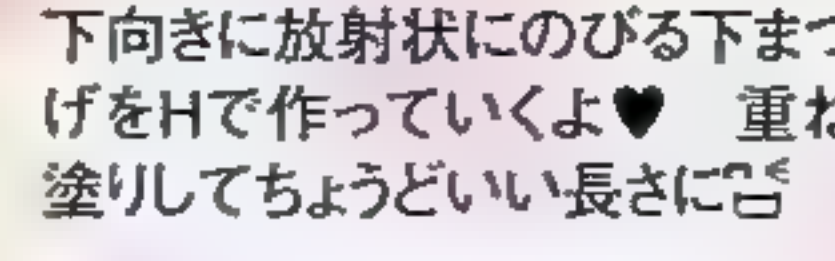 下向きに放射状にのびる下まつ
げをHで作っていくよ♥ 重ね
塗りしてちょうどいい長さに